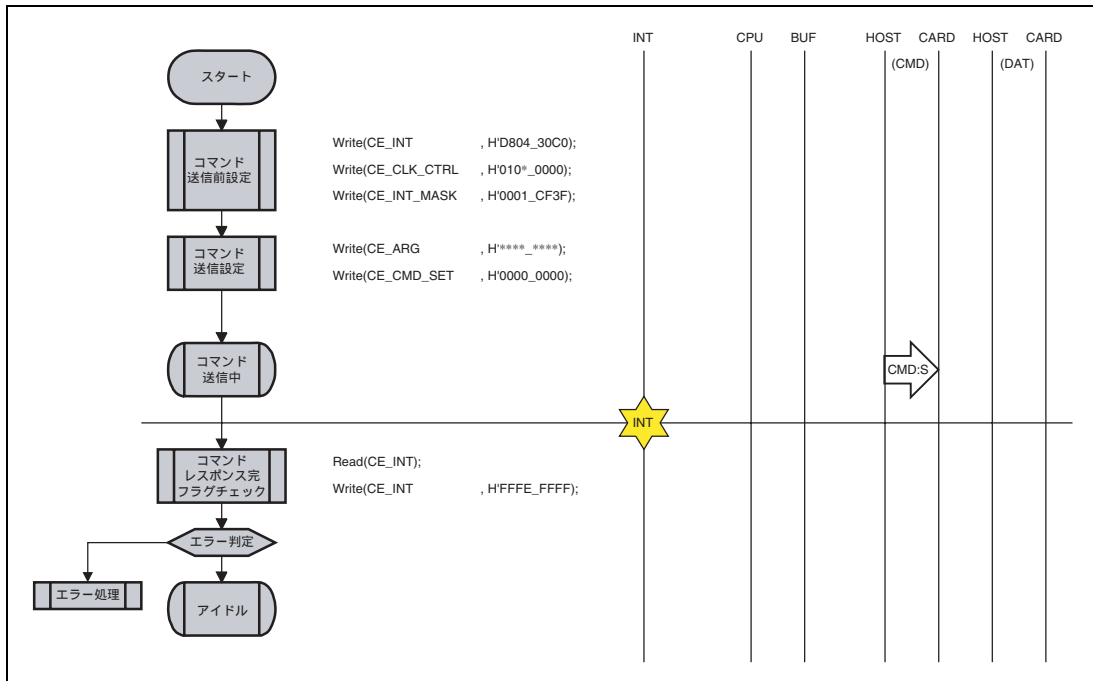 INT CPU BUF HOST CARD HOST CARD
(CMD) (DAT)
スタート
コマンド
送信前設定
Write(CE_INT , H'D804_30C0);
Write(CE_CLK_CTRL , H'010*_0000);
Write(CE_INT_MASK , H'0001_CF3F);
コマンド
送信設定
Write(CE_ARG , H'****_****);
Write(CE_CMD_SET , H'0000_0000);
コマンド
送信中
CMD:S
INT
コマンド
レスポンス完
フラグチェック
Read(CE_INT);
Write(CE_INT , H'FFFE_FFFF);
エラー判定
エラー処理
アイドル